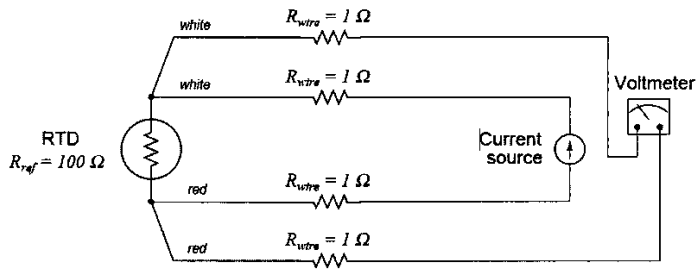 white
R_wire = 1 Ω
white
R_wire = 1 Ω
Voltmeter
RTD
R_ref = 100 Ω
Current
source
red
R_wire = 1 Ω
red
R_wire = 1 Ω